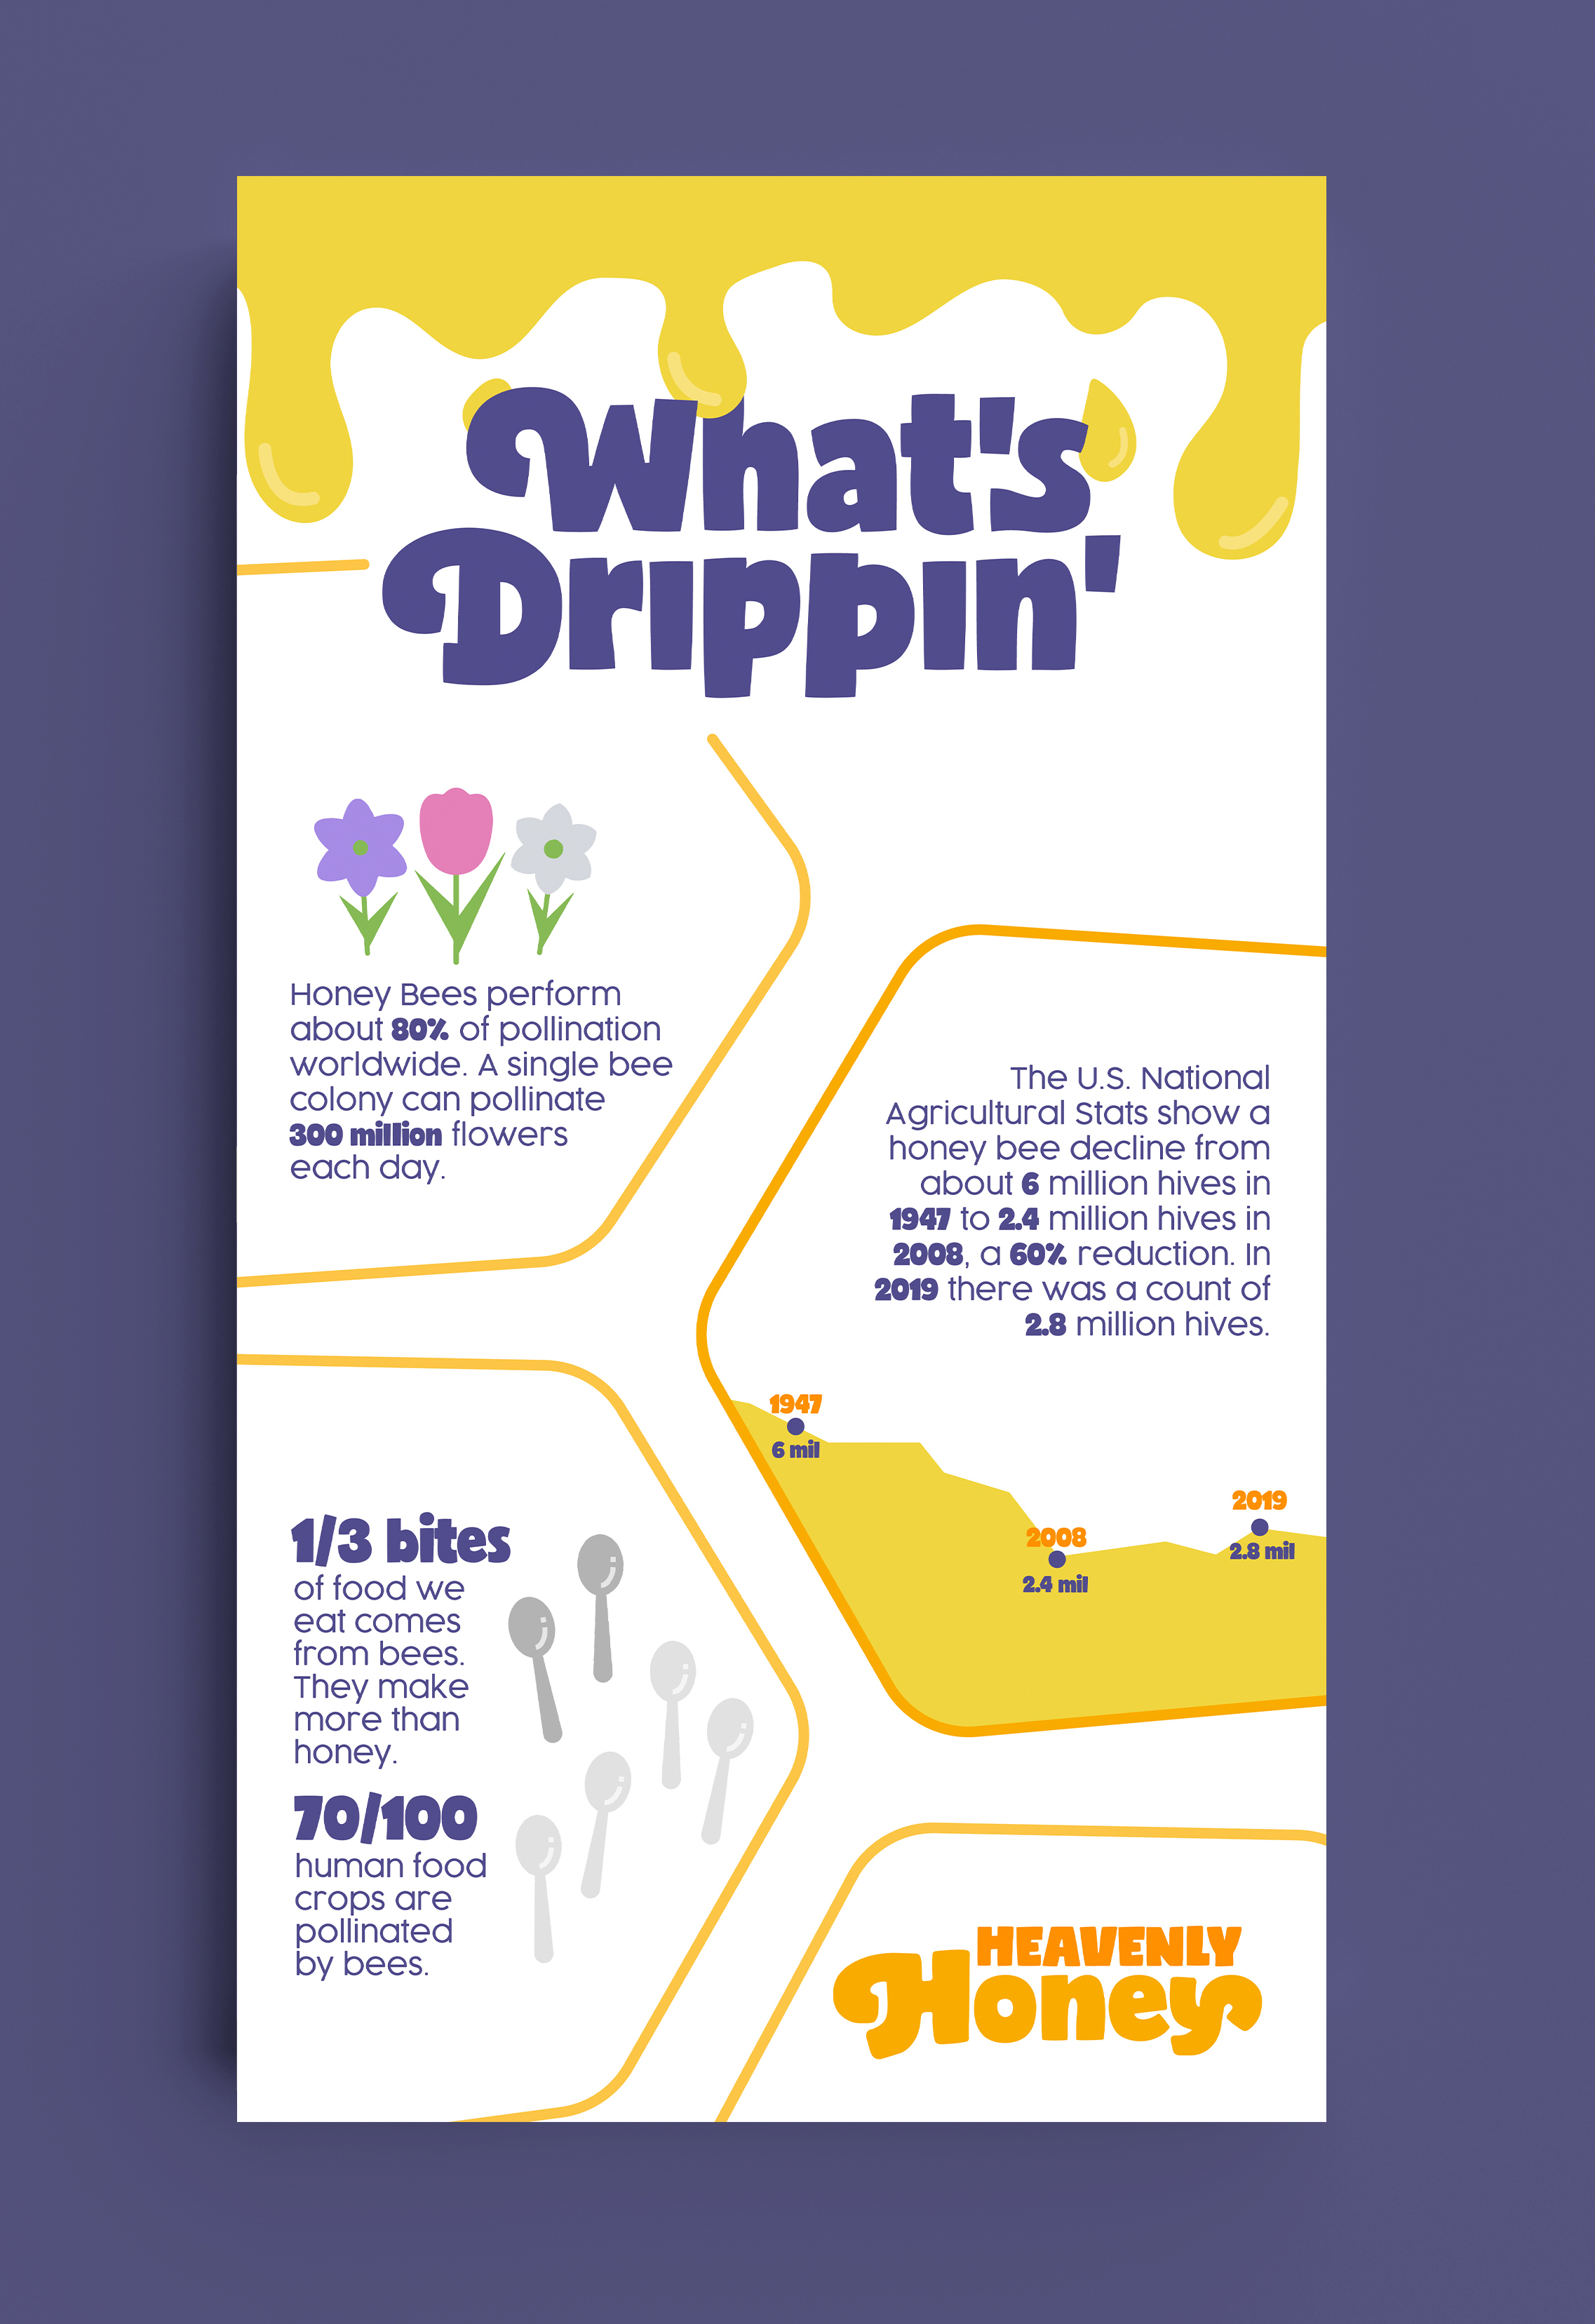 What's
Drippin'
Honey Bees perform
about 80% of pollination
worldwide. A single bee
colony can pollinate
300 million flowers
each day.
The U.S. National
Agricultural Stats show a
honey bee decline from
about 6 million hives in
1947 to 2.4 million hives in
2008, a 60% reduction. In
2019 there was a count of
2.8 million hives.
1947
6 mil
2008
2.4 mil
2019
2.8 mil
1/3 bites
of food we
eat comes
from bees.
They make
more than
honey.
70/100
human food
crops are
pollinated
by bees.
HEAVENLY
Honey